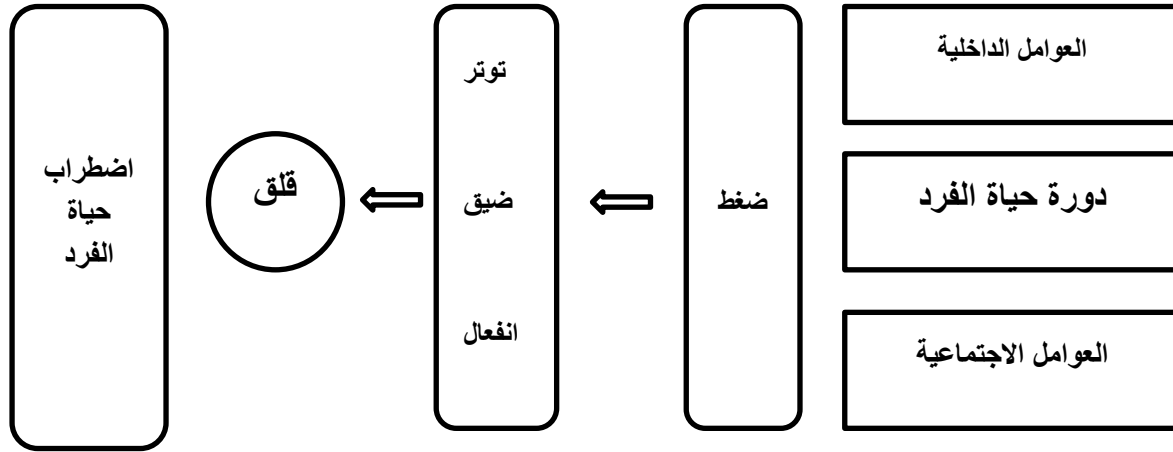 العوامل الداخلية
دورة حياة الفرد
العوامل الاجتماعية
ضغط
توتر
ضيق
انفعال
قلق
اضطراب
حياة
الفرد